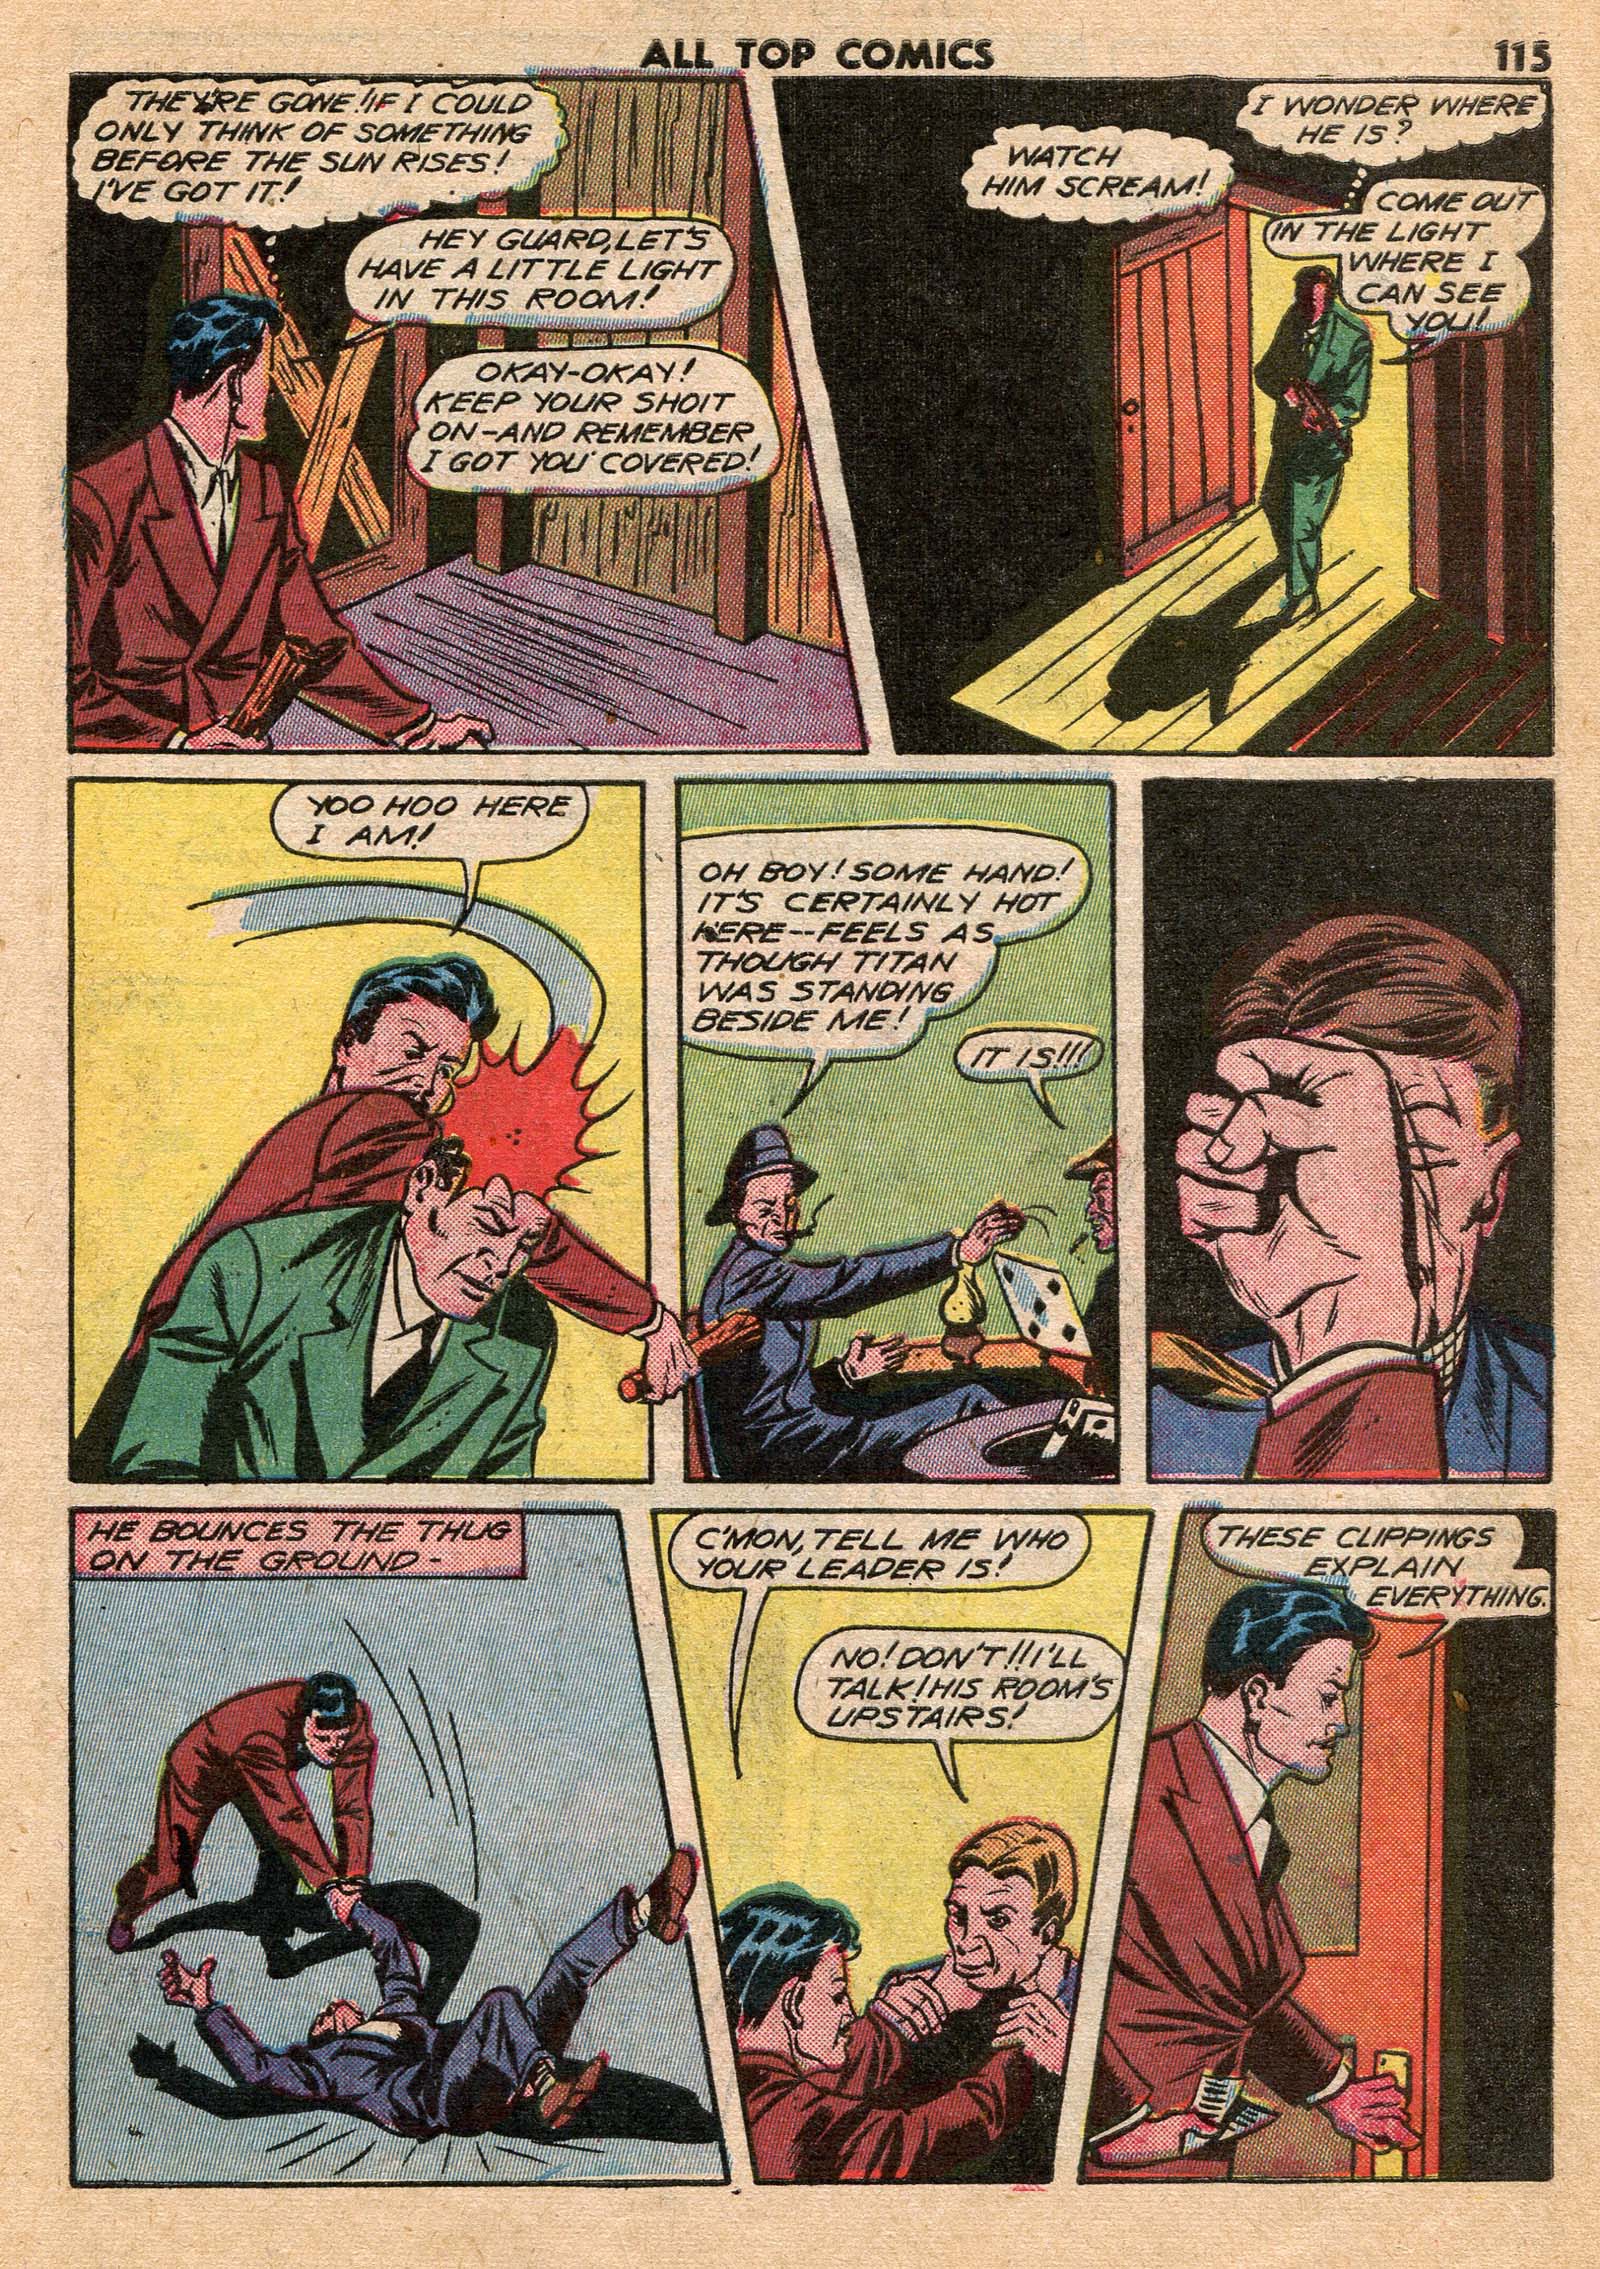 ALL TOP COMICS
115
THEY'RE GONE! IF I COULD
ONLY THINK OF SOMETHING
BEFORE THE SUN RISES!
I'VE GOT IT!
HEY GUARD, LET'S
HAVE A LITTLE LIGHT
IN THIS ROOM!
OKAY-OKAY!
KEEP YOUR SHOIT
ON-AND REMEMBER
I GOT YOU COVERED!
WATCH
HIM SCREAM!
I WONDER WHERE
HE IS?
COME OUT
IN THE LIGHT
WHERE I
CAN SEE
YOU!
YOO HOO HERE
I AM!
OH BOY! SOME HAND!
IT'S CERTAINLY HOT
HERE--FEELS AS
THOUGH TITAN
WAS STANDING
BESIDE ME!
IT IS!!!
HE BOUNCES THE THUG
ON THE GROUND-
C'MON, TELL ME WHO
YOUR LEADER IS!
NO! DON'T!! I'LL
TALK! HIS ROOM'S
UPSTAIRS!
THESE CLIPPINGS
EXPLAIN
EVERYTHING.